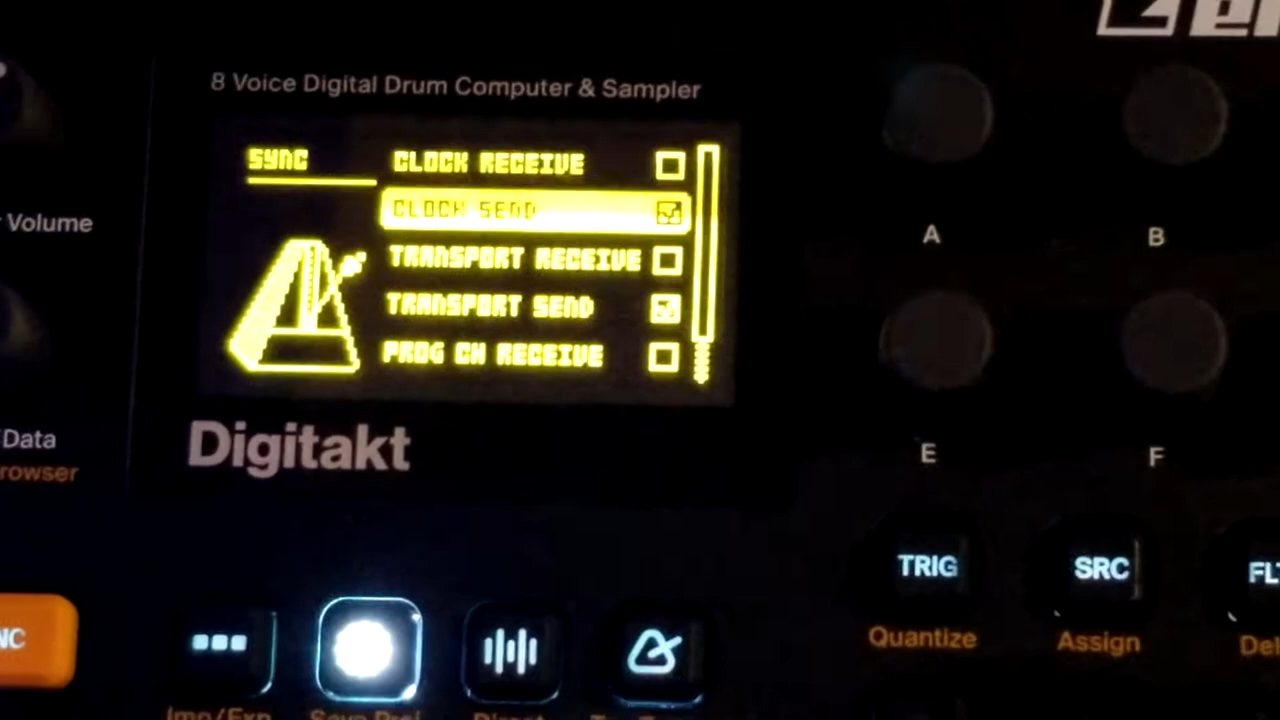 8 Voice Digital Drum Computer & Sampler
SYNC
CLOCK RECEIVE
CLOCK SEND
TRANSPORT RECEIVE
TRANSPORT SEND
PROG CH RECEIVE
Volume
A
B
Data
Digitakt
E
F
TRIG
SRC
Quantize
Assign